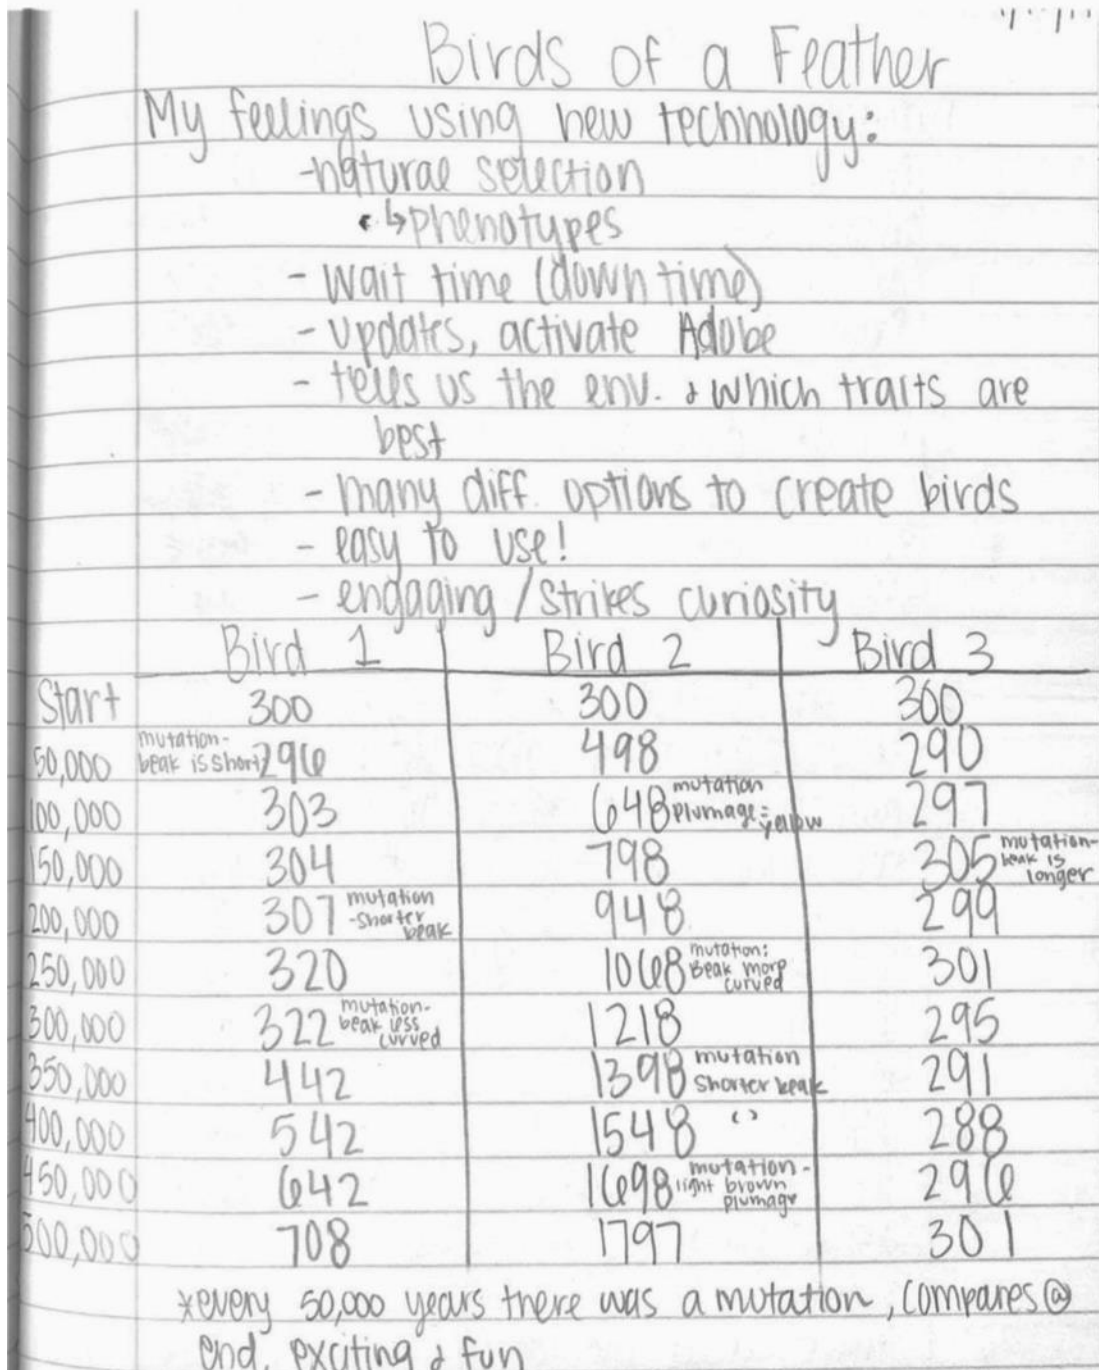 Birds of a Feather
My feelings using new technology:
-natural selection
↳phenotypes
- wait time (down time)
- updates, activate Adobe
- tells us the env. & which traits are
best
- many diff. options to create birds
- easy to use!
- engaging / strikes curiosity
Bird 1 Bird 2 Bird 3
Start 300 300 300
50,000 mutation- beak is short 296 498 290
100,000 303 648 mutation plumage = yellow 297
150,000 304 798 305 mutation- beak is longer
200,000 307 mutation -shorter beak 948 299
250,000 320 1068 mutation: Beak more curved 301
300,000 322 mutation- beak less curved 1218 295
350,000 442 1398 mutation shorter beak 291
400,000 542 1548 " 288
450,000 642 1698 mutation - light brown plumage 296
500,000 708 1797 301
*every 50,000 years there was a mutation, compares @
end, exciting & fun